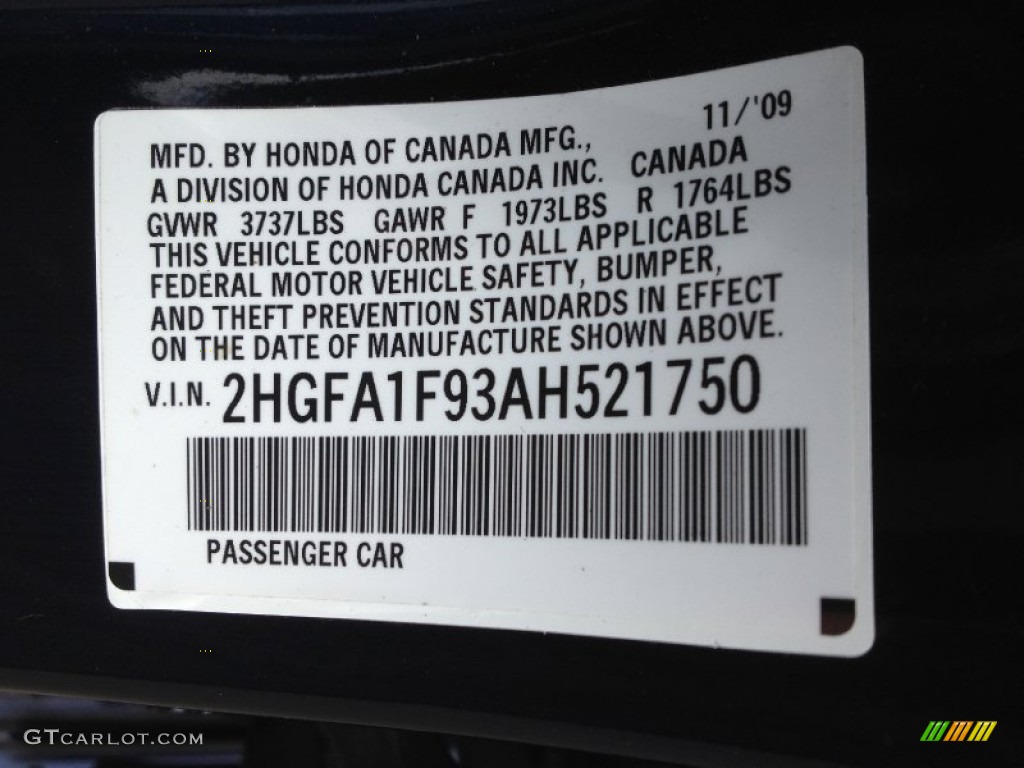 11/'09
MFD. BY HONDA OF CANADA MFG.,
A DIVISION OF HONDA CANADA INC. CANADA
GVWR 3737LBS GAWR F 1973LBS R 1764LBS
THIS VEHICLE CONFORMS TO ALL APPLICABLE
FEDERAL MOTOR VEHICLE SAFETY, BUMPER,
AND THEFT PREVENTION STANDARDS IN EFFECT
ON THE DATE OF MANUFACTURE SHOWN ABOVE.
V.I.N. 2HGFA1F93AH521750
PASSENGER CAR
GTCARLOT.COM